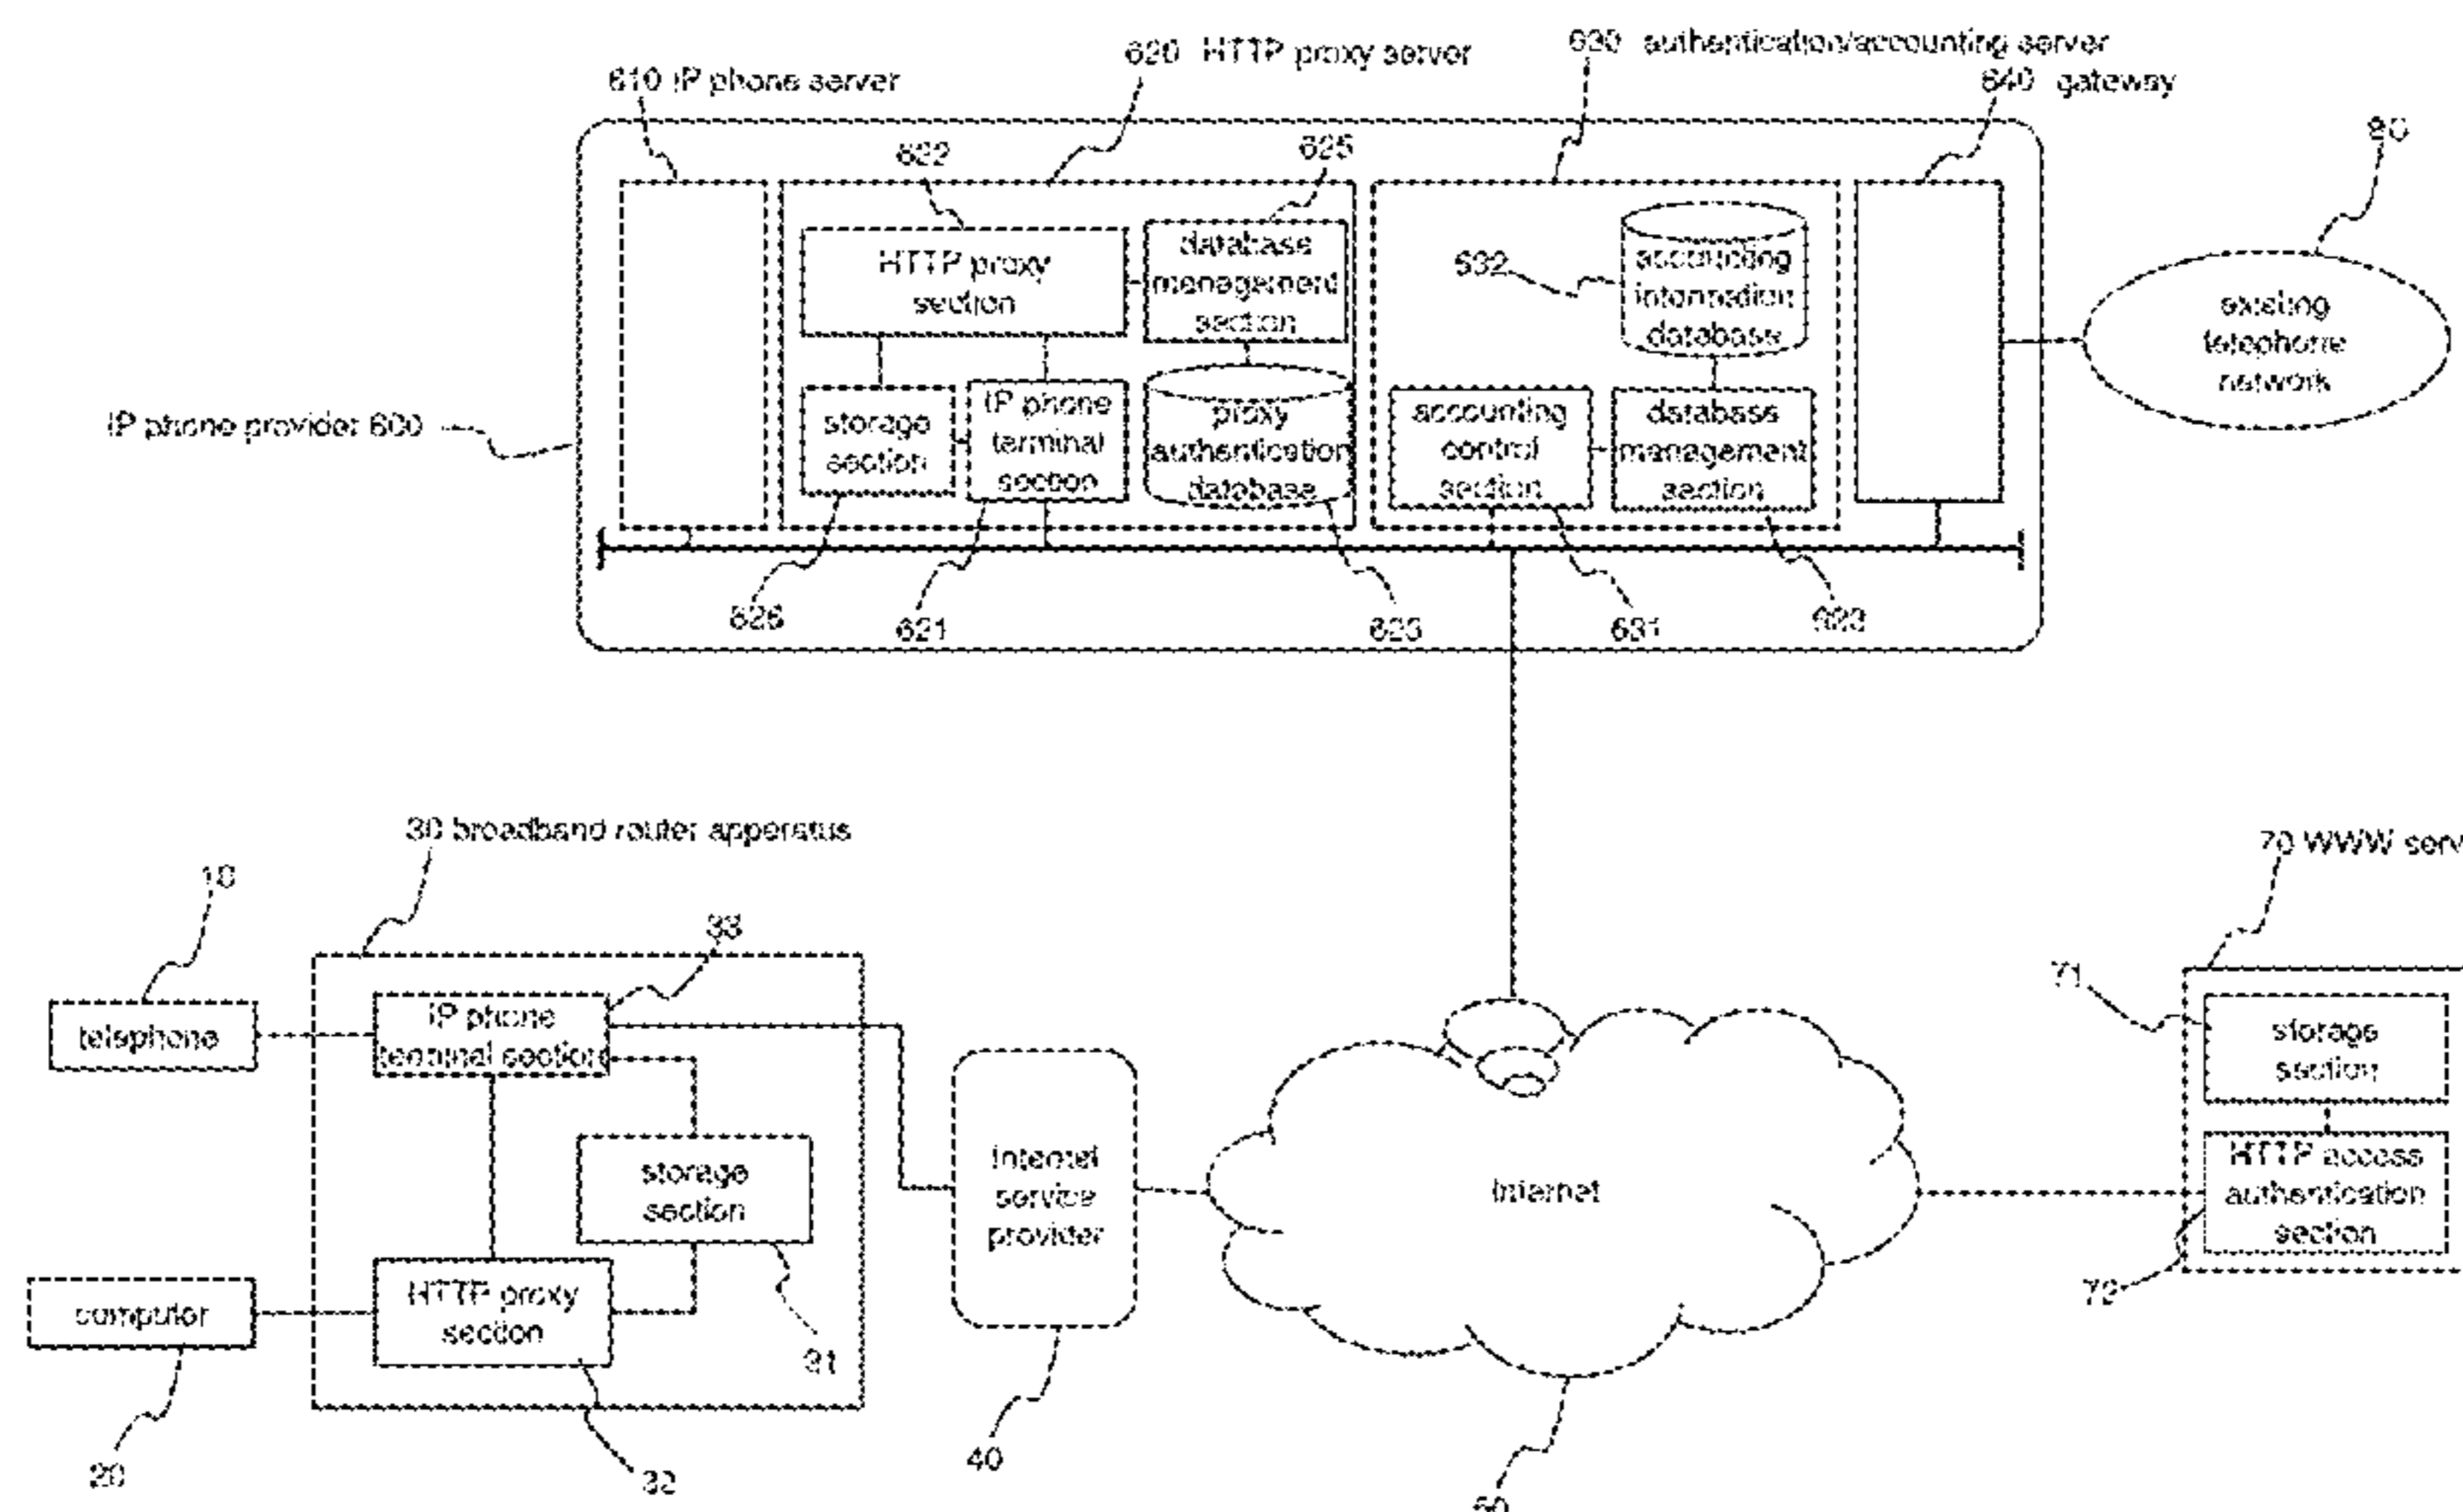 620 HTTP proxy server
630 authentication/accounting server
610 IP phone server
640 gateway
80
622
625
HTTP proxy
section
database
management
section
632
accounting
information
database
existing
telephone
network
IP phone provider 600
storage
section
IP phone
terminal
section
proxy
authentication
database
accounting
control
section
database
management
section
626
621
623
631
633
30 broadband router apparatus
70 WWW serv
10
33
71
telephone
IP phone
terminal section
storage
section
storage
section
Internet
service
provider
Internet
HTTP access
authentication
section
computer
HTTP proxy
section
31
72
20
32
40
50